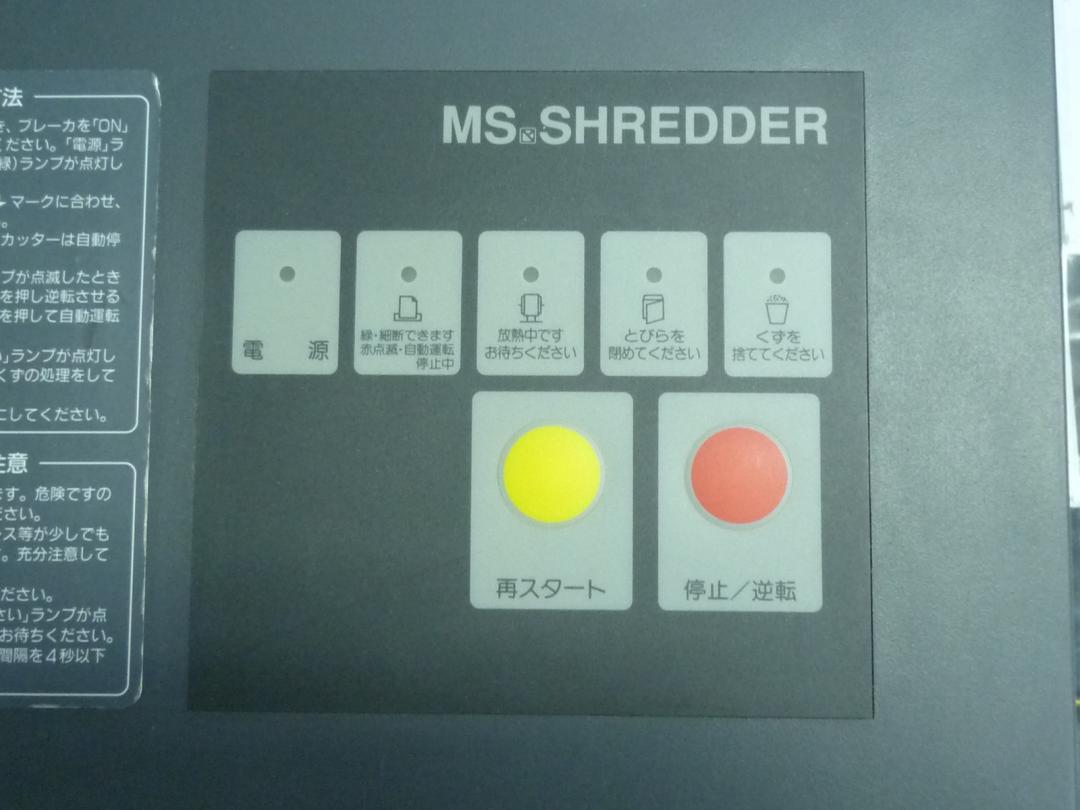 法
、ブレーカを「ON」
ください。「電源」ラ
緑)ランプが点灯し
マークに合わせ、
。
カッターは自動停
プが点滅したとき
を押し逆転させる
を押して自動運転
」ランプが点灯し
くずの処理をして
にしてください。
注意
ます。危険ですの
ださい。
ス等が少しでも
。充分注意して
ださい。
さい」ランプが点
お待ちください。
間隔を4秒以下
MS SHREDDER
電 源
緑・細断できます
赤点滅・自動運転
停止中
放熱中です
お待ちください
とびらを
閉めてください
くずを
捨ててください
再スタート
停止/逆転